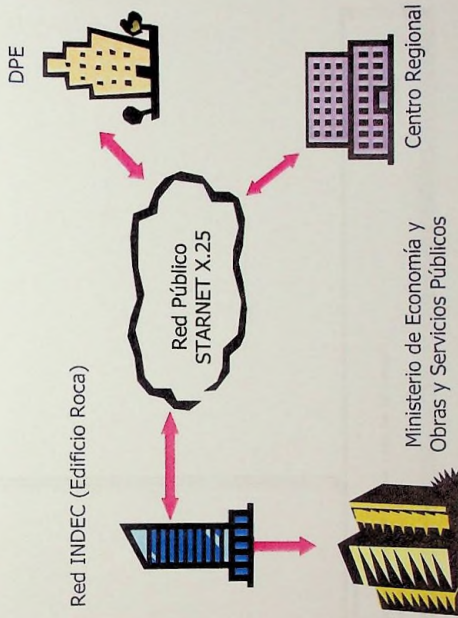 Red INDEC (Edificio Roca)
DPE
Red Público
STARNET X.25
Ministerio de Economía y
Obras y Servicios Públicos
Centro Regional